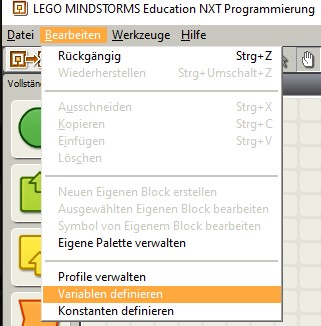 LEGO MINDSTORMS Education NXT Programmierung
Datei Bearbeiten Werkzeuge Hilfe
Rückgängig Strg+Z
Wiederherstellen Strg+Umschalt+Z
Ausschneiden Strg+X
Kopieren Strg+C
Einfügen Strg+V
Löschen
Neuen Eigenen Block erstellen
Ausgewählten Eigenen Block bearbeiten
Symbol von Eigenem Block bearbeiten
Eigene Palette verwalten
Profile verwalten
Variablen definieren
Konstanten definieren
Vollständ